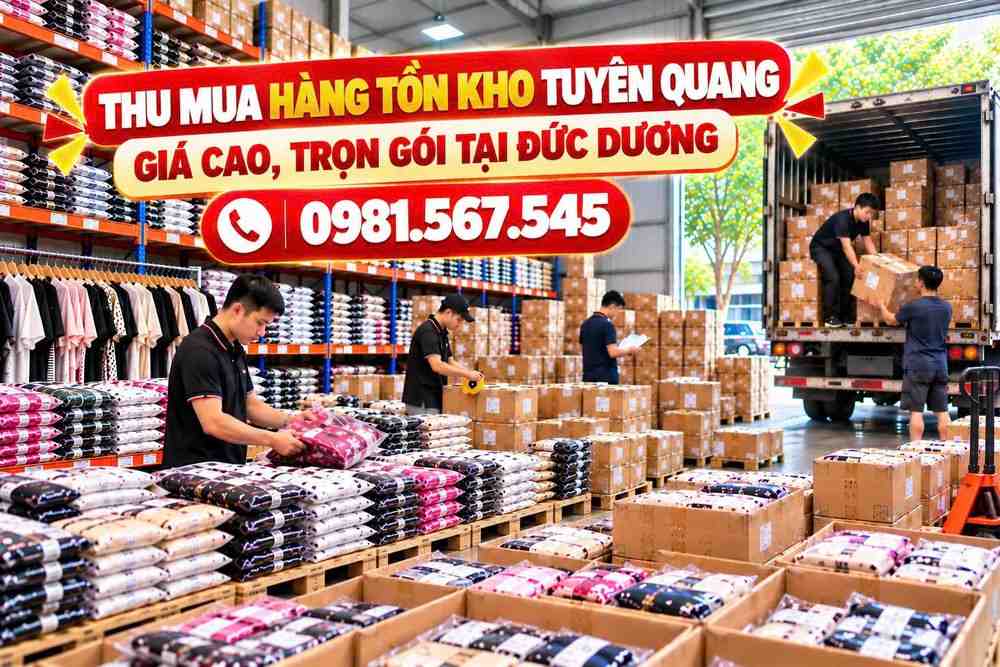 THU MUA HÀNG TỒN KHO TUYÊN QUANG
GIÁ CAO, TRỌN GÓI TẠI ĐỨC DƯƠNG
0981.567.545